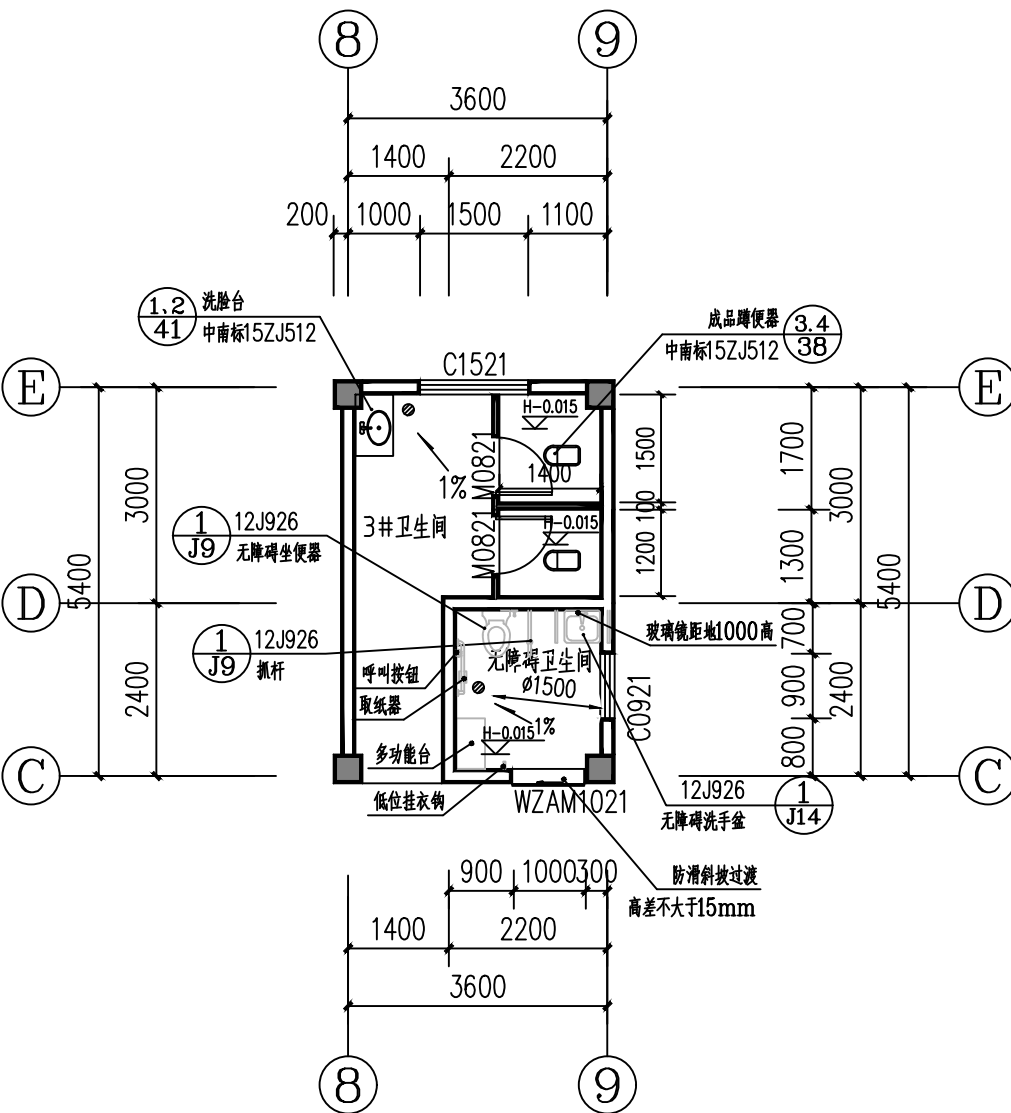 8 9
3600
1400 2200
200 1000 1500 1100
1、2 洗脸台
41 中南标15ZJ512
成品蹲便器 3.4
中南标15ZJ512 38
C1521
E E
H-0.015
M0821
1400
1%
1500
1700
3000
5400
3000
5400
100
3#卫生间
M0821
H-0.015
1200
1300
1 12J926
J9 无障碍坐便器
D D
1 12J926
J9 抓杆
玻璃镜距地1000高
700
呼叫按钮
无障碍卫生间
ø1500
取纸器
2400
900
2400
C0921
1%
H-0.015
多功能台
800
C C
低位挂衣钩
WZAM1021
12J926 1
无障碍洗手盆 J14
900 1000 300
防滑斜披过渡
高差不大于15mm
1400 2200
3600
8 9